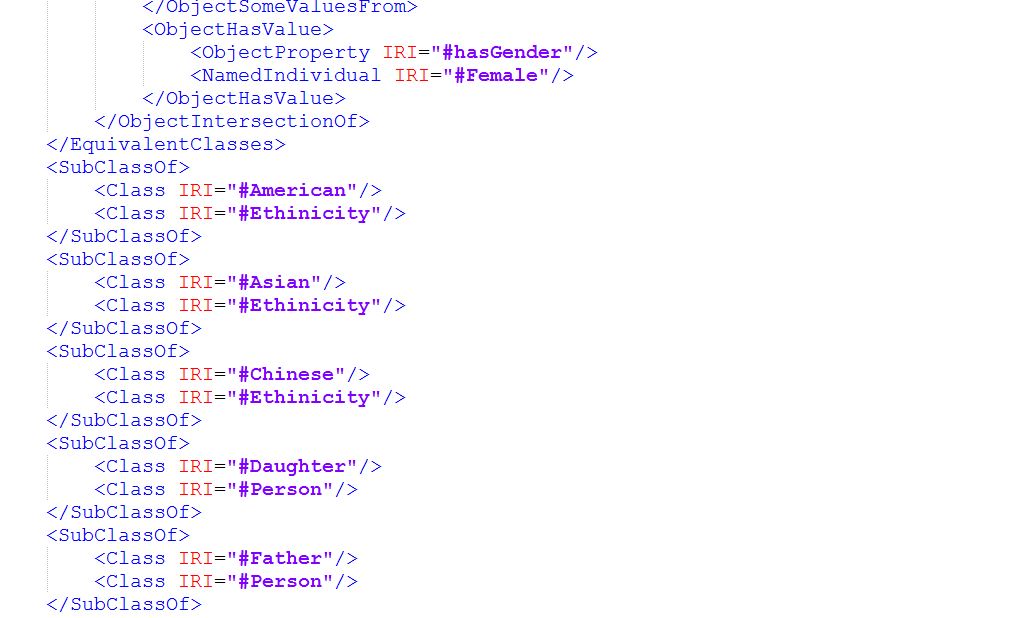 </ObjectSomeValuesFrom>
<ObjectHasValue>
<ObjectProperty IRI="#hasGender"/>
<NamedIndividual IRI="#Female"/>
</ObjectHasValue>
</ObjectIntersectionOf>
</EquivalentClasses>
<SubClassOf>
<Class IRI="#American"/>
<Class IRI="#Ethinicity"/>
</SubClassOf>
<SubClassOf>
<Class IRI="#Asian"/>
<Class IRI="#Ethinicity"/>
</SubClassOf>
<SubClassOf>
<Class IRI="#Chinese"/>
<Class IRI="#Ethinicity"/>
</SubClassOf>
<SubClassOf>
<Class IRI="#Daughter"/>
<Class IRI="#Person"/>
</SubClassOf>
<SubClassOf>
<Class IRI="#Father"/>
<Class IRI="#Person"/>
</SubClassOf>